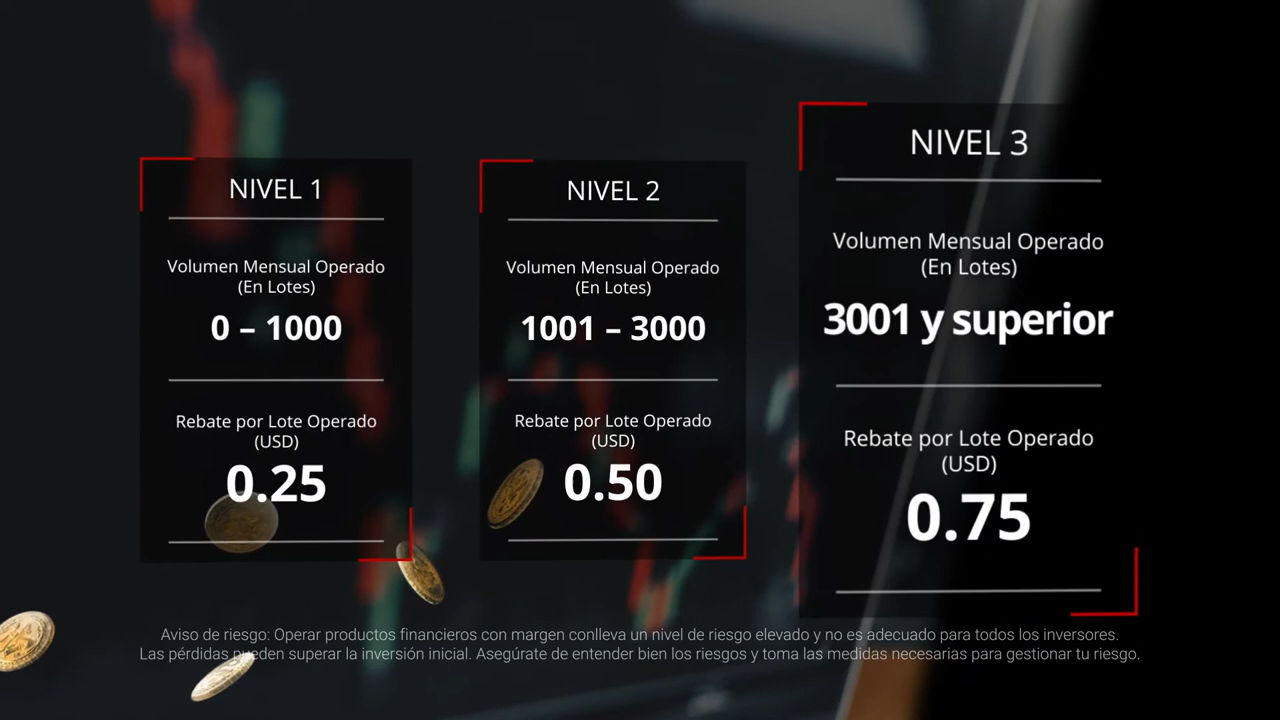 NIVEL 1
Volumen Mensual Operado
(En Lotes)
0 – 1000
Rebate por Lote Operado
(USD)
0.25
NIVEL 2
Volumen Mensual Operado
(En Lotes)
1001 – 3000
Rebate por Lote Operado
(USD)
0.50
NIVEL 3
Volumen Mensual Operado
(En Lotes)
3001 y superior
Rebate por Lote Operado
(USD)
0.75
Aviso de riesgo: Operar productos financieros con margen conlleva un nivel de riesgo elevado y no es adecuado para todos los inversores.
Las pérdidas pueden superar la inversión inicial. Asegúrate de entender bien los riesgos y toma las medidas necesarias para gestionar tu riesgo.